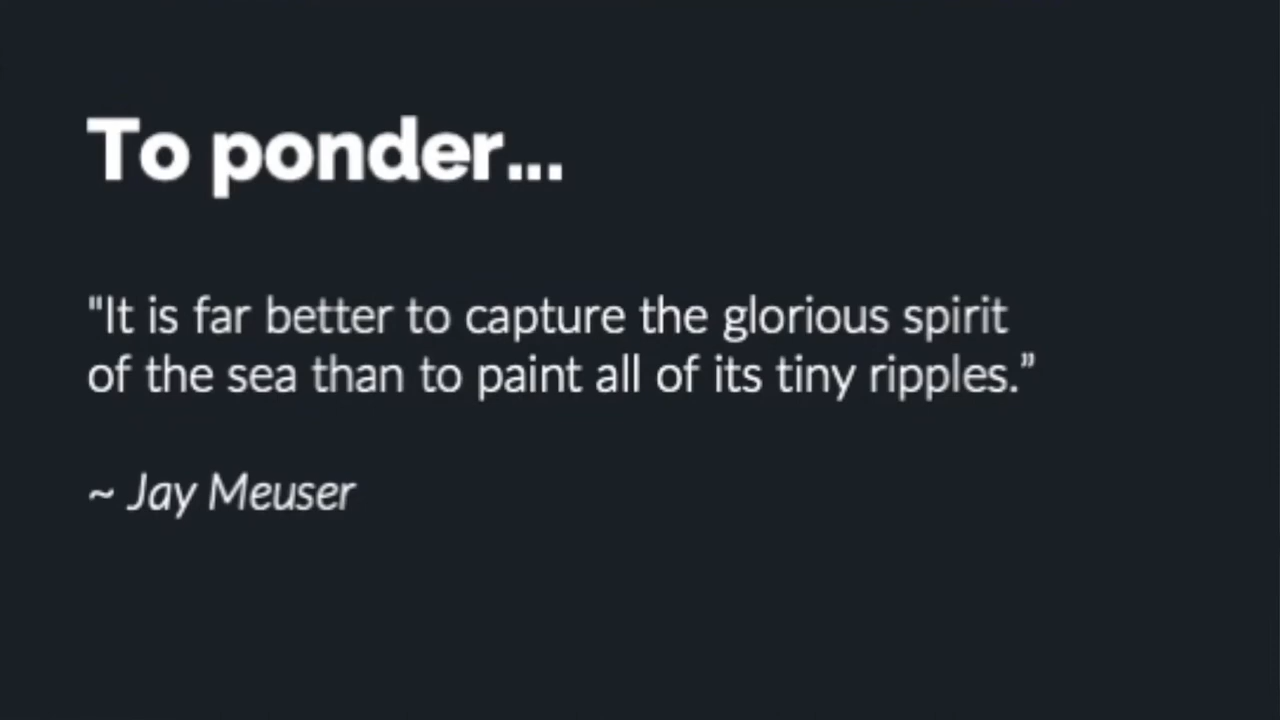 To ponder...
"It is far better to capture the glorious spirit
of the sea than to paint all of its tiny ripples.”
~ Jay Meuser